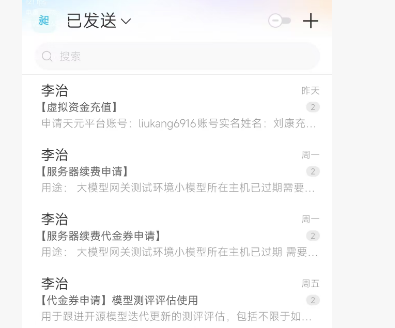 昶
已发送
搜索
李治
昨天
【虚拟资金充值】
2
申请天元平台账号：liukang6916账号实名姓名：刘康充...
李治
周一
【服务器续费申请】
2
用途： 大模型网关测试环境小模型所在主机已过期需要...
李治
周一
【服务器续费代金券申请】
2
用途： 大模型网关测试环境小模型所在主机已过期 需要...
李治
周五
【代金券申请】模型测评评估使用
2
用于跟进开源模型迭代更新的测评评估，包括不限于如...